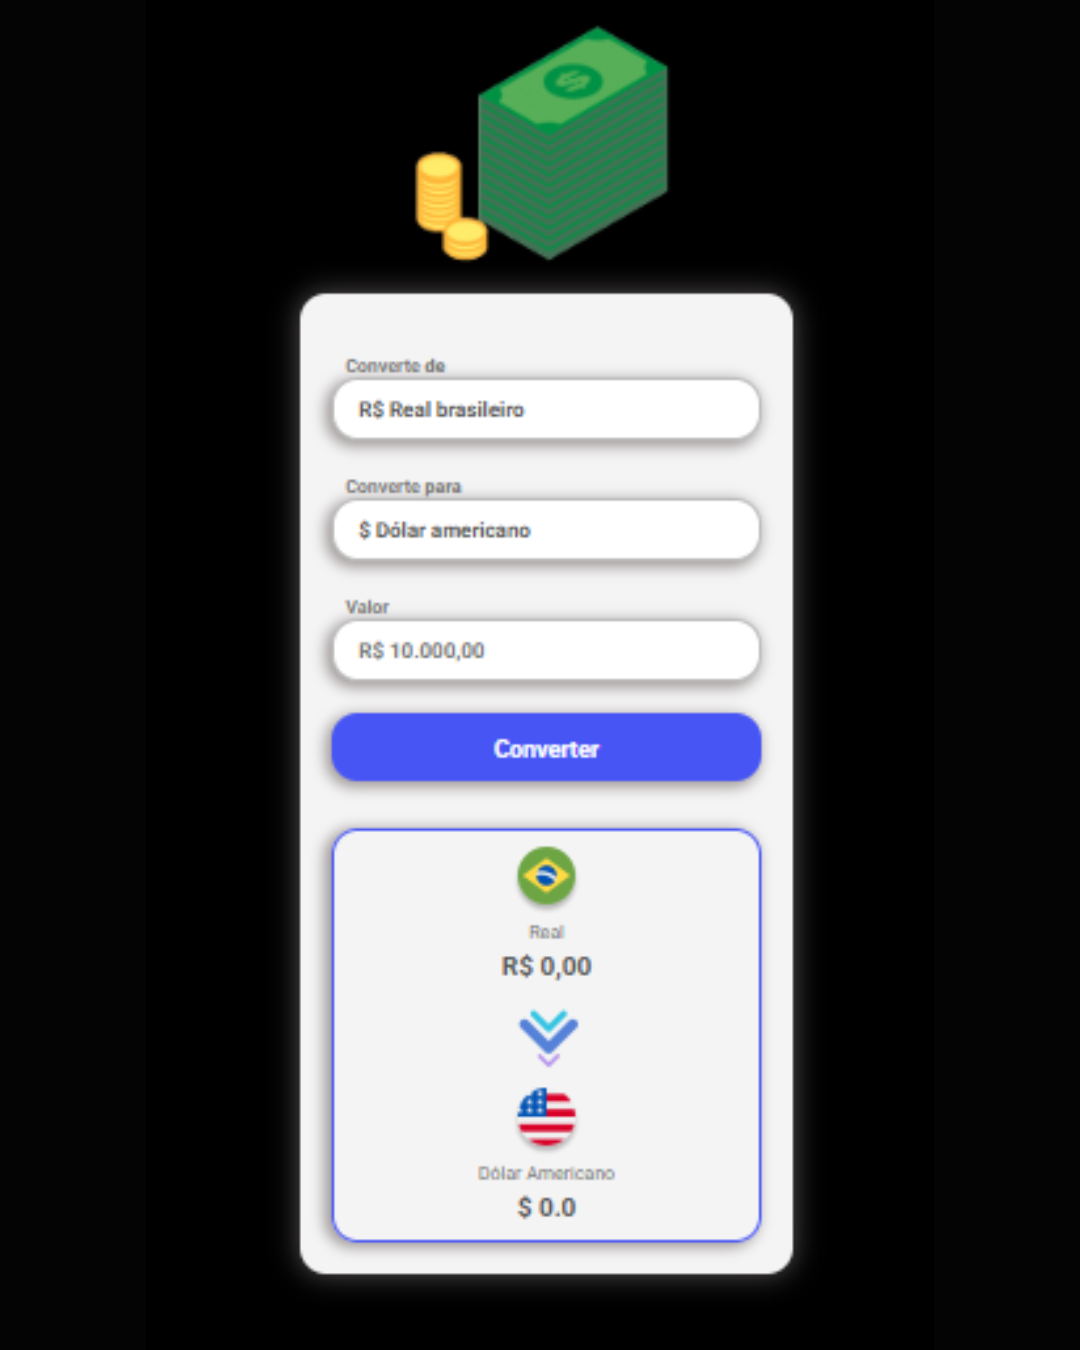 Converte de
R$ Real brasileiro
Converte para
$ Dólar americano
Valor
R$ 10.000,00
Converter
Real
R$ 0,00
Dólar Americano
$ 0.0